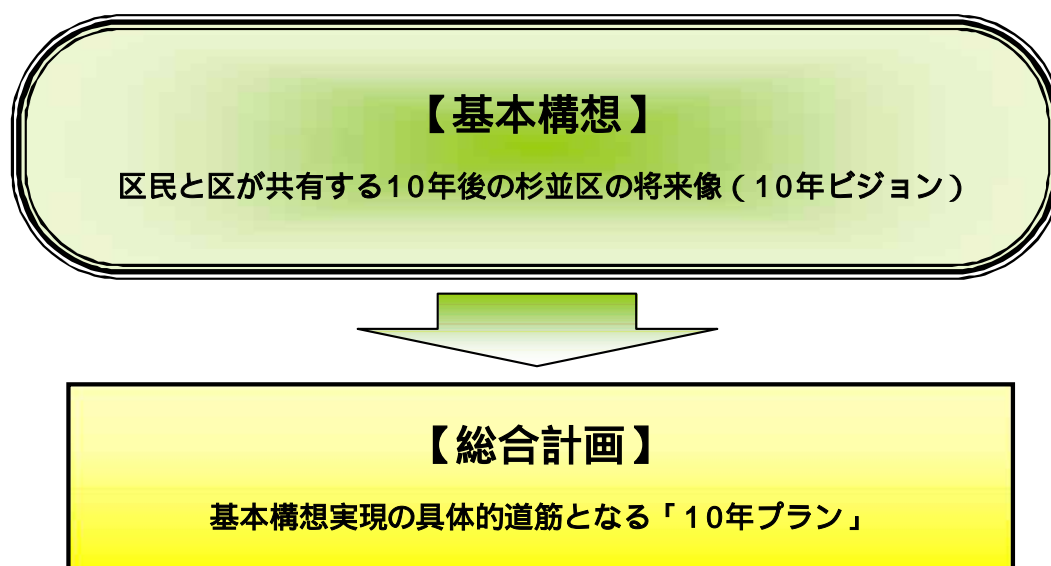 【基本構想】
区民と区が共有する10年後の杉並区の将来像(10年ビジョン)
【総合計画】
基本構想実現の具体的道筋となる「10年プラン」